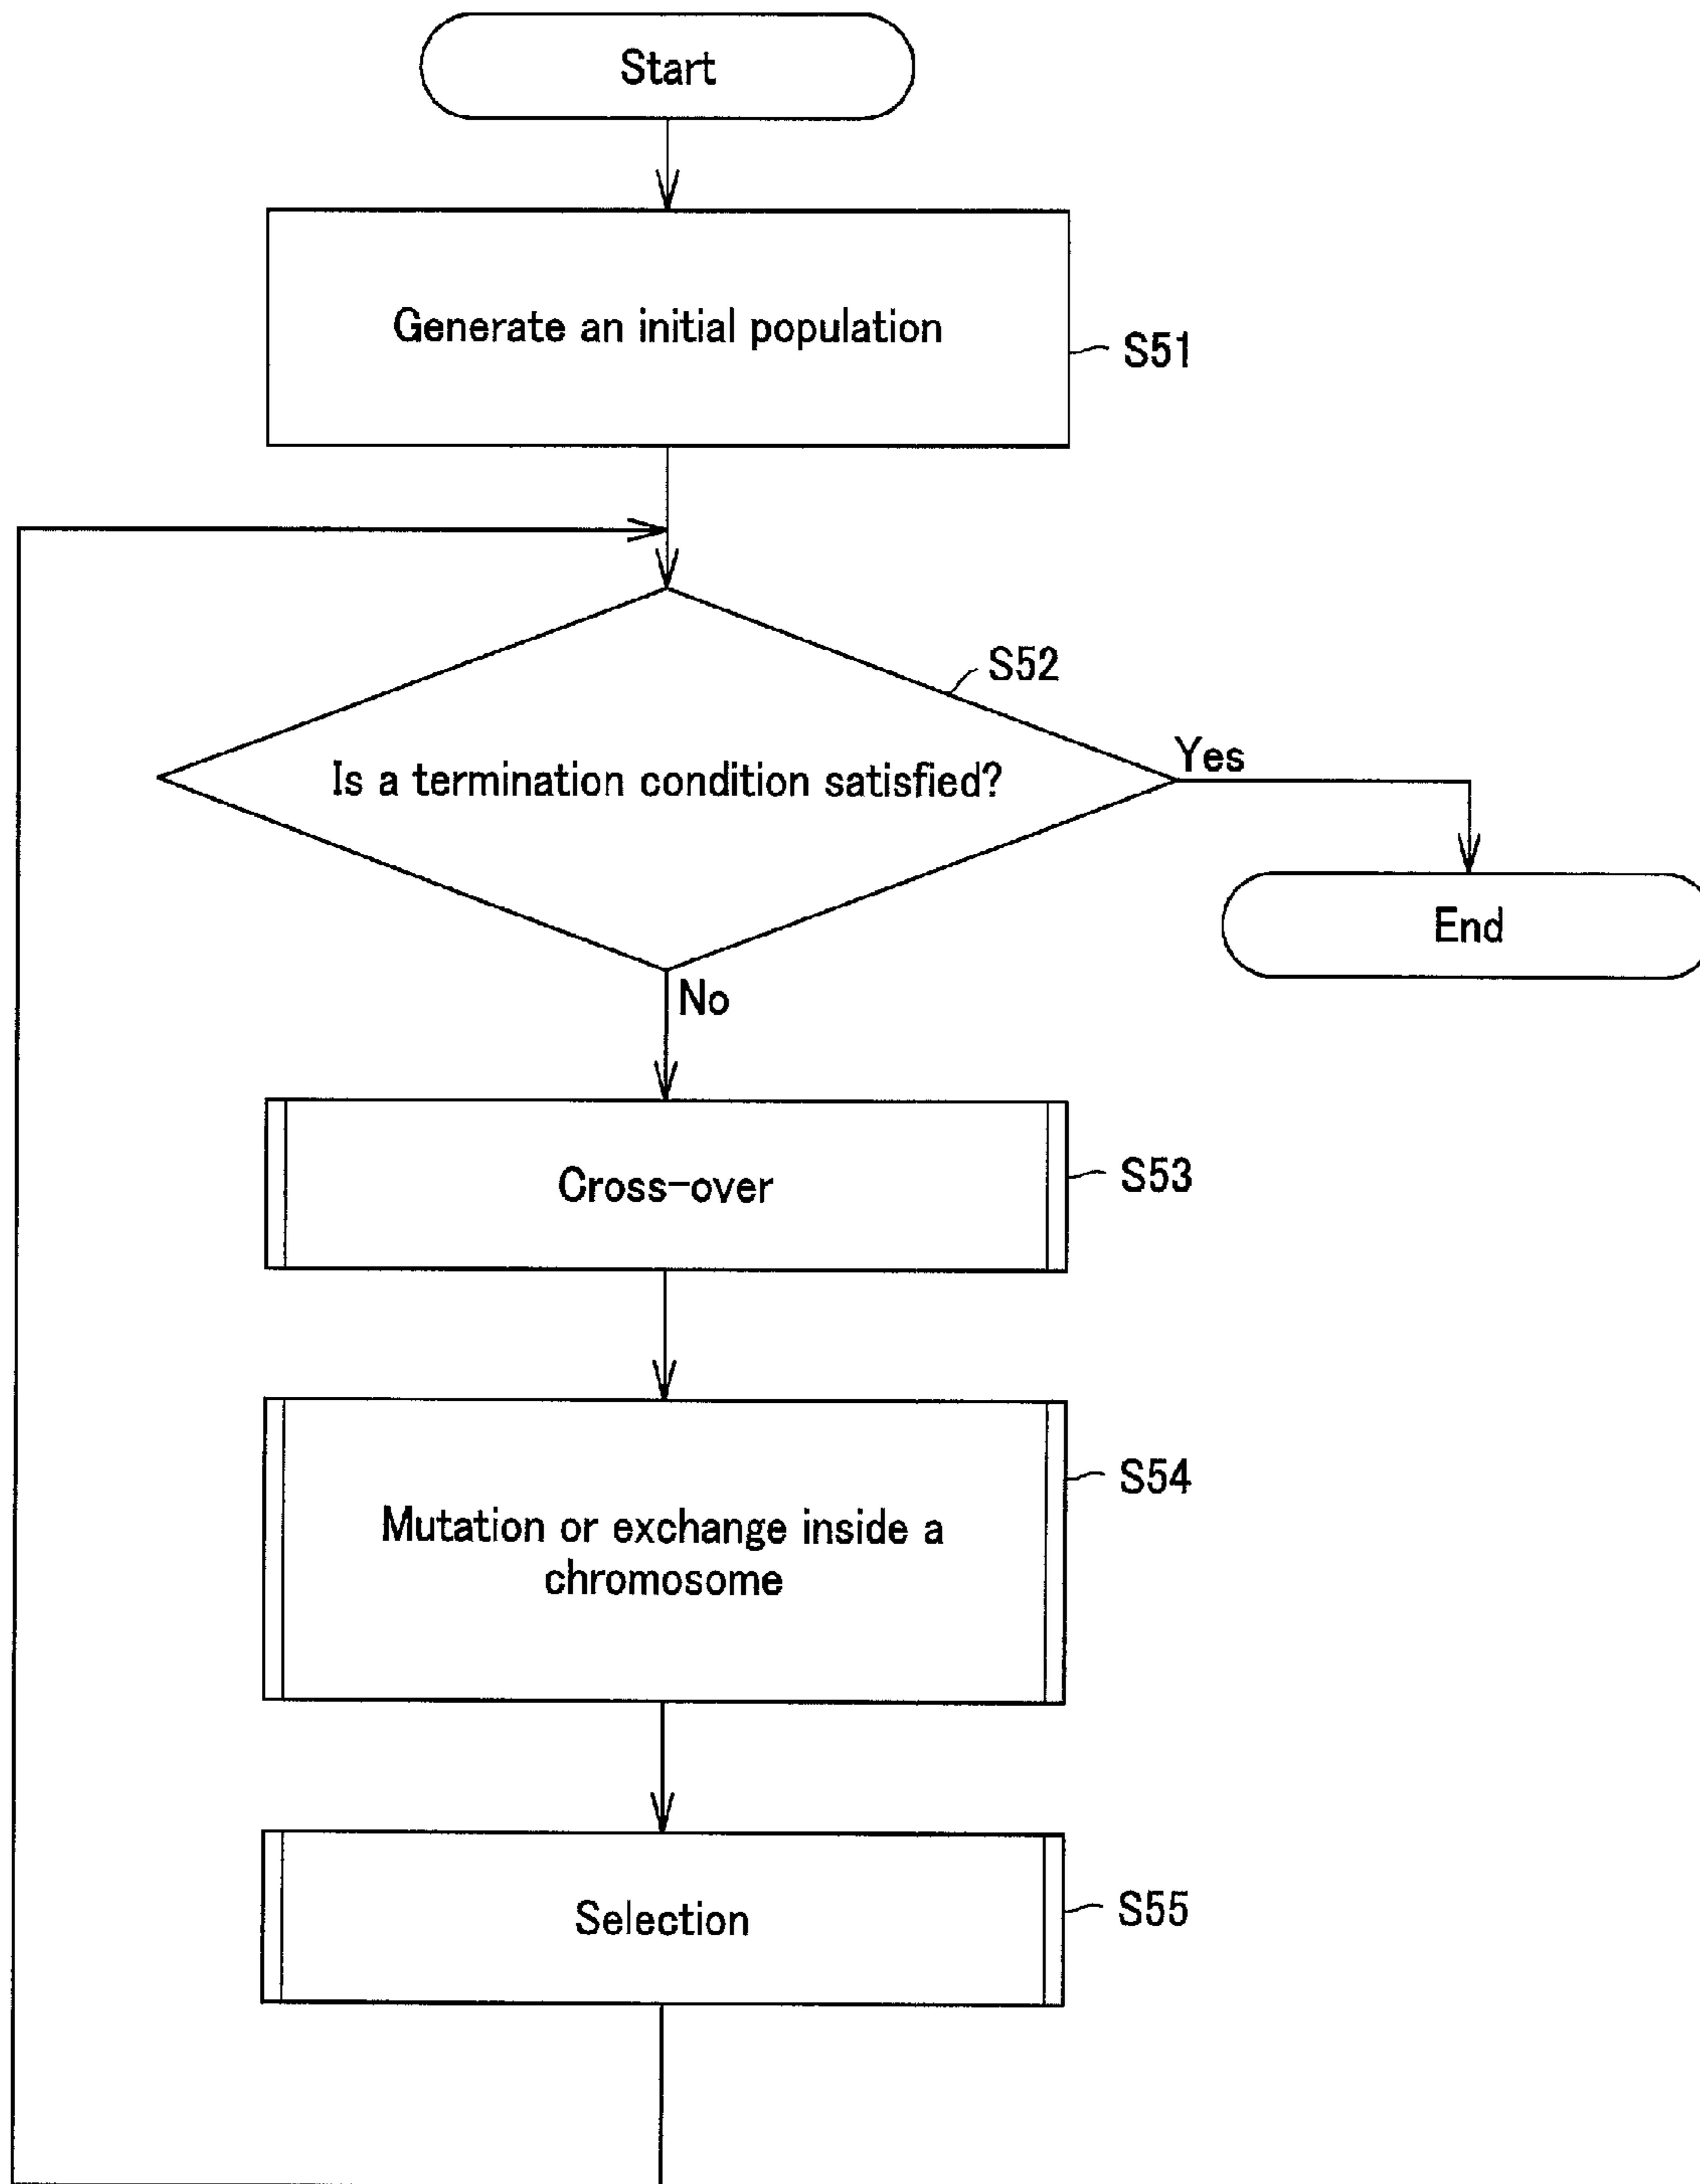 Start
Generate an initial population
S51
S52
Is a termination condition satisfied?
Yes
End
No
Cross-over
S53
Mutation or exchange inside a
chromosome
S54
Selection
S55